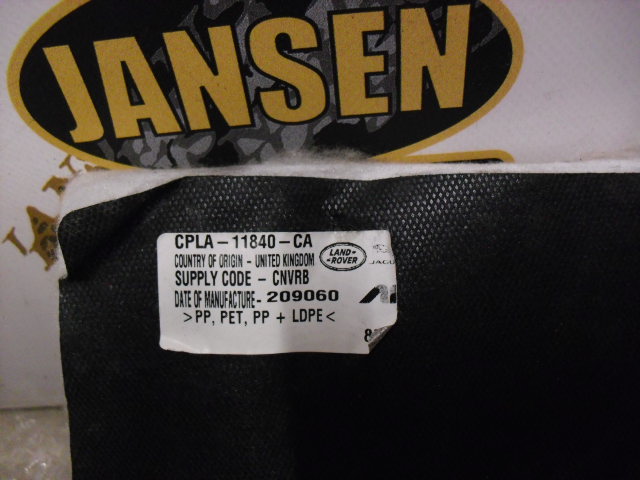 JANSEN
CPLA-11840-CA
COUNTRY OF ORIGIN - UNITED KINGDOM
LAND-
-ROVER
SUPPLY CODE - CNVRB
DATE OF MANUFACTURE - 209060
>PP, PET, PP + LDPE<